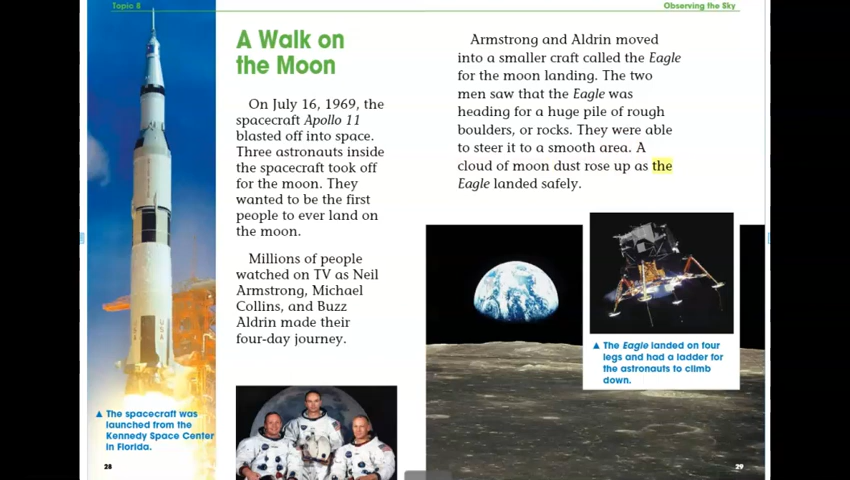 Topic 8
Observing the Sky
A Walk on
the Moon
On July 16, 1969, the
spacecraft Apollo 11
blasted off into space.
Three astronauts inside
the spacecraft took off
for the moon. They
wanted to be the first
people to ever land on
the moon.
Millions of people
watched on TV as Neil
Armstrong, Michael
Collins, and Buzz
Aldrin made their
four-day journey.
▲ The spacecraft was
launched from the
Kennedy Space Center
in Florida.
28
Armstrong and Aldrin moved
into a smaller craft called the Eagle
for the moon landing. The two
men saw that the Eagle was
heading for a huge pile of rough
boulders, or rocks. They were able
to steer it to a smooth area. A
cloud of moon dust rose up as the
Eagle landed safely.
▲ The Eagle landed on four
legs and had a ladder for
the astronauts to climb
down.
29